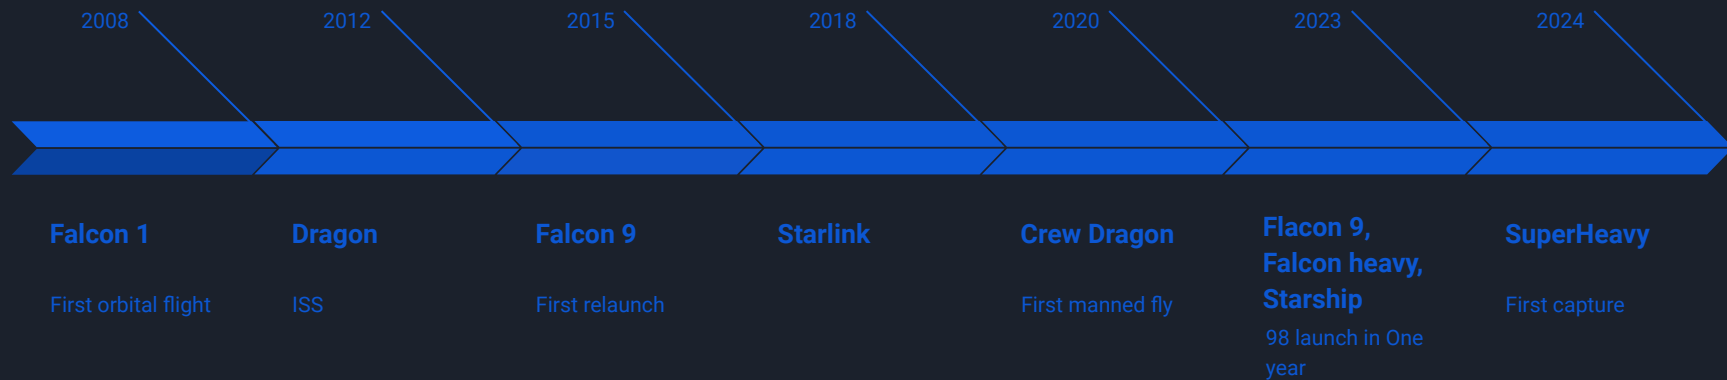 2008
2012
2015
2018
2020
2023
2024
Falcon 1
First orbital flight
Dragon
ISS
Falcon 9
First relaunch
Starlink
Crew Dragon
First manned fly
Flacon 9,
Falcon heavy,
Starship
98 launch in One
year
SuperHeavy
First capture